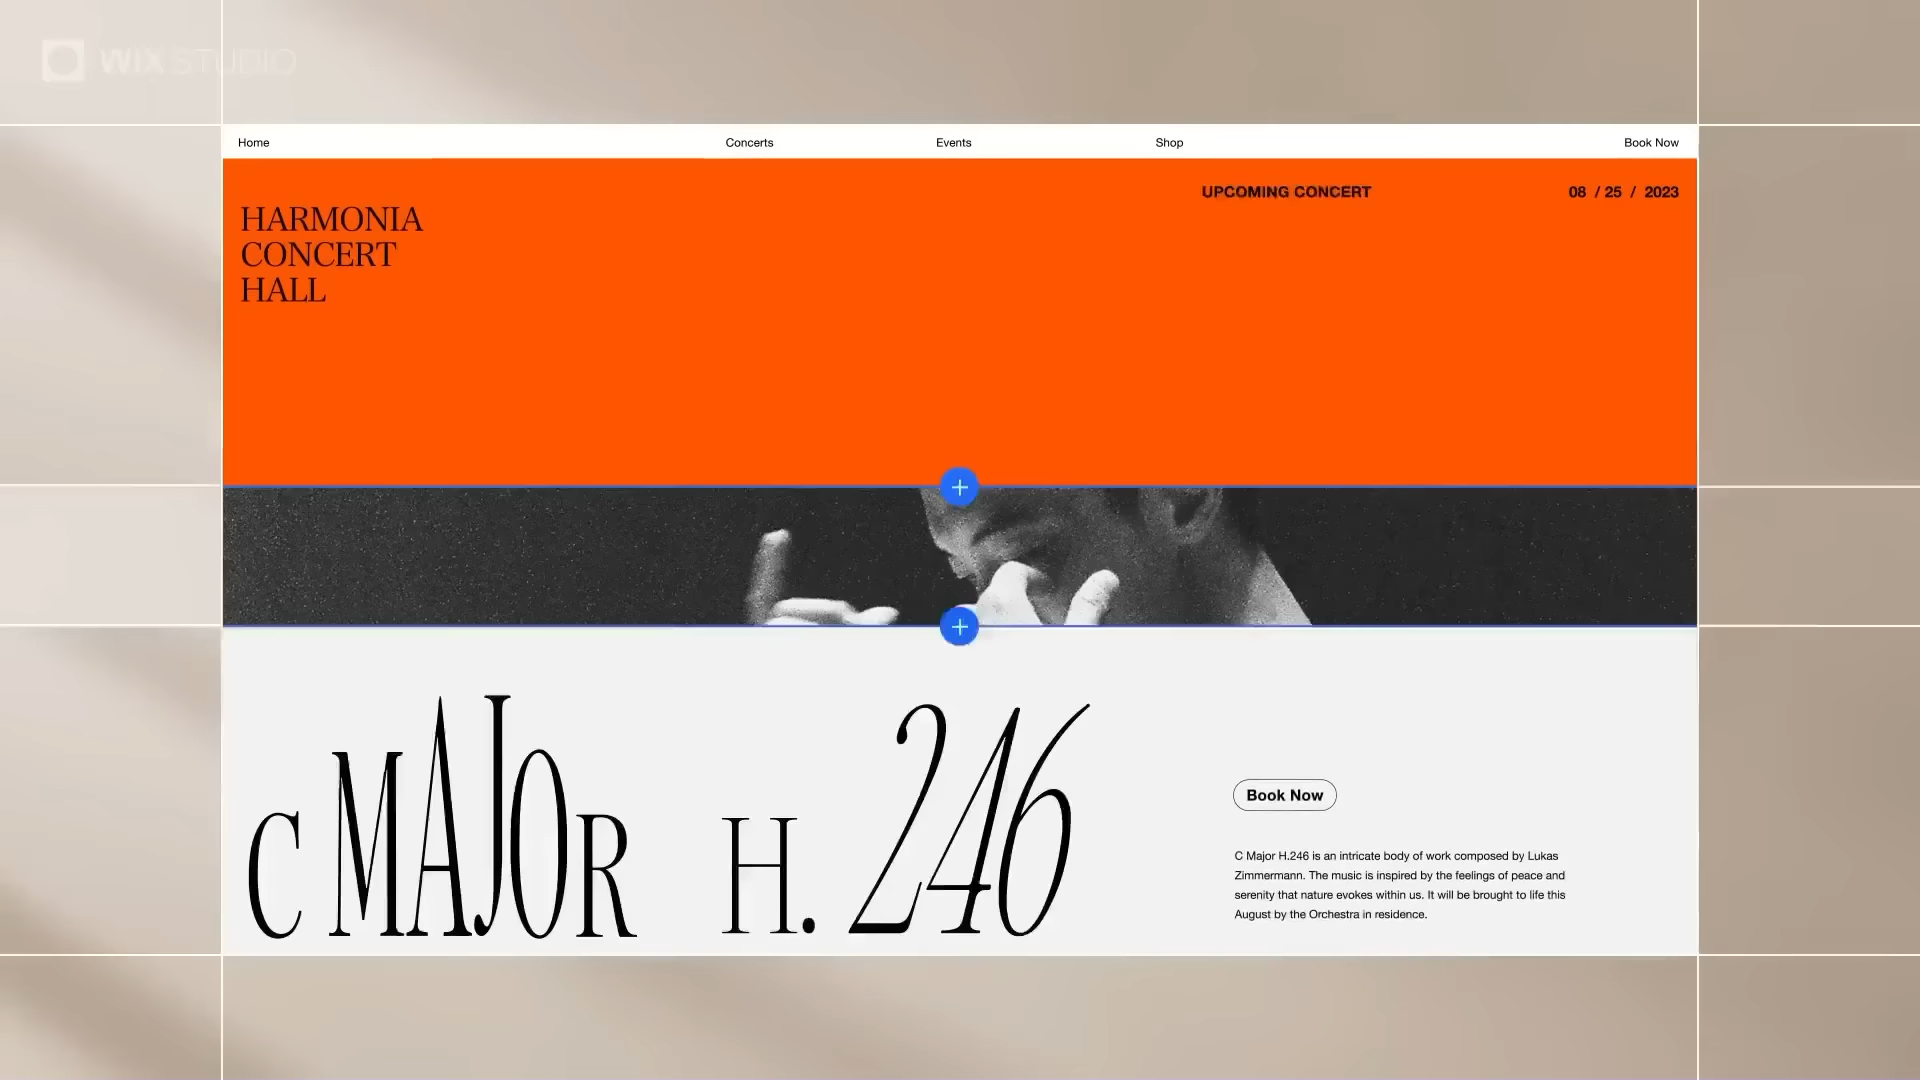 WIX STUDIO
Home Concerts Events Shop Book Now
UPCOMING CONCERT 08 / 25 / 2023
HARMONIA
CONCERT
HALL
C MAJOR H. 246
Book Now
C Major H.246 is an intricate body of work composed by Lukas
Zimmermann. The music is inspired by the feelings of peace and
serenity that nature evokes within us. It will be brought to life this
August by the Orchestra in residence.